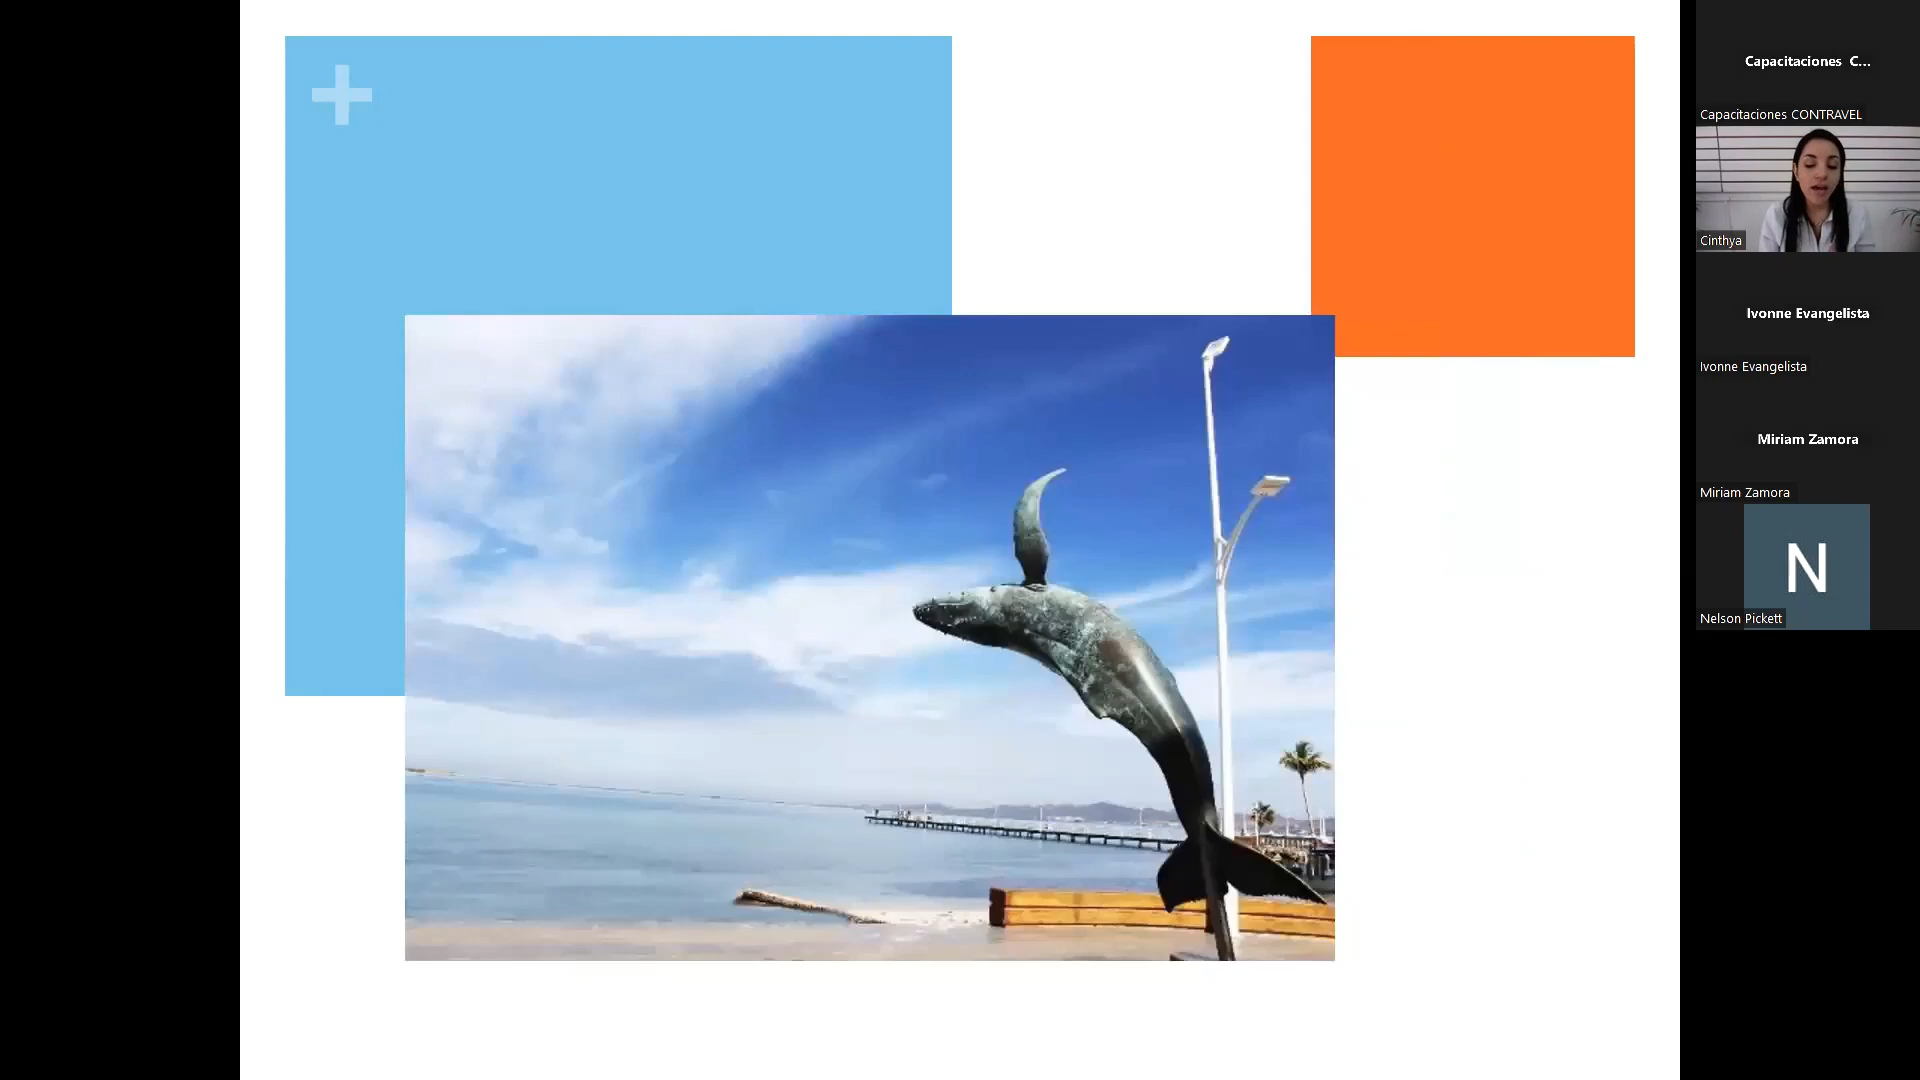 Capacitaciones C...
Capacitaciones CONTRAVEL
Cinthya
Ivonne Evangelista
Ivonne Evangelista
Miriam Zamora
Miriam Zamora
N
Nelson Pickett